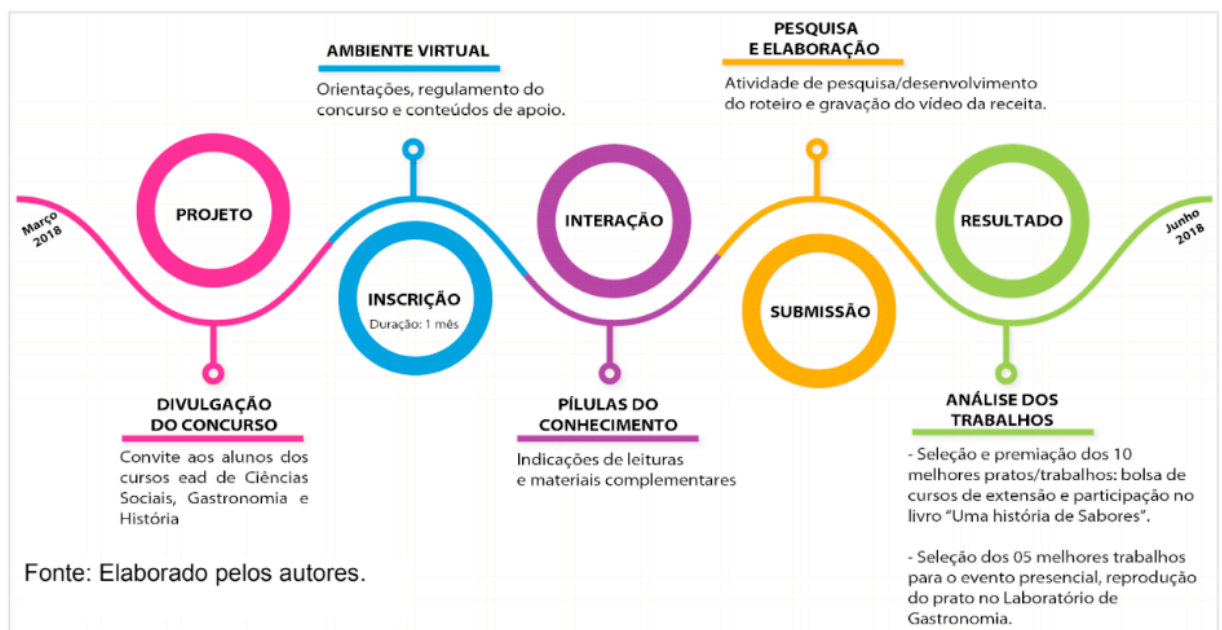 Março
2018
PROJETO
DIVULGAÇÃO
DO CONCURSO
Convite aos alunos dos
cursos ead de Ciências
Sociais, Gastronomia e
História
AMBIENTE VIRTUAL
Orientações, regulamento do
concurso e conteúdos de apoio.
INSCRIÇÃO
Duração: 1 mês
INTERAÇÃO
PÍLULAS DO
CONHECIMENTO
Indicações de leituras
e materiais complementares
PESQUISA
E ELABORAÇÃO
Atividade de pesquisa/desenvolvimento
do roteiro e gravação do vídeo da receita.
SUBMISSÃO
RESULTADO
Junho
2018
ANÁLISE DOS
TRABALHOS
- Seleção e premiação dos 10
melhores pratos/trabalhos: bolsa de
cursos de extensão e participação no
livro “Uma história de Sabores”.
- Seleção dos 05 melhores trabalhos
para o evento presencial, reprodução
do prato no Laboratório de
Gastronomia.
Fonte: Elaborado pelos autores.